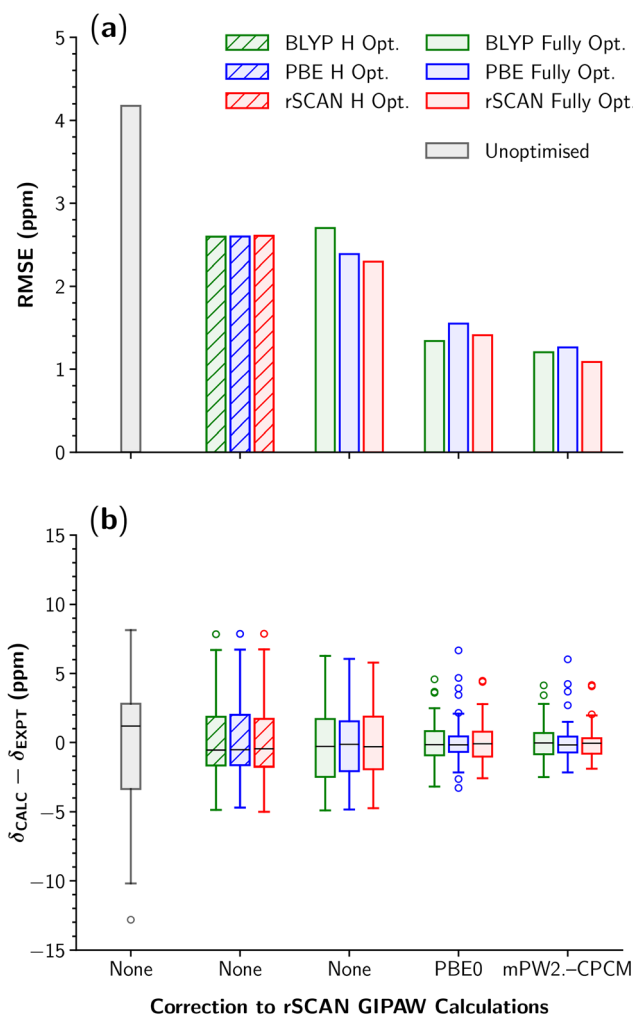 (a)
BLYP H Opt.
BLYP Fully Opt.
PBE H Opt.
PBE Fully Opt.
rSCAN H Opt.
rSCAN Fully Opt.
Unoptimised
RMSE (ppm)
5
4
3
2
1
0
(b)
δCALC − δEXPT (ppm)
15
10
5
0
−5
−10
−15
None
None
None
PBE0
mPW2.–CPCM
Correction to rSCAN GIPAW Calculations